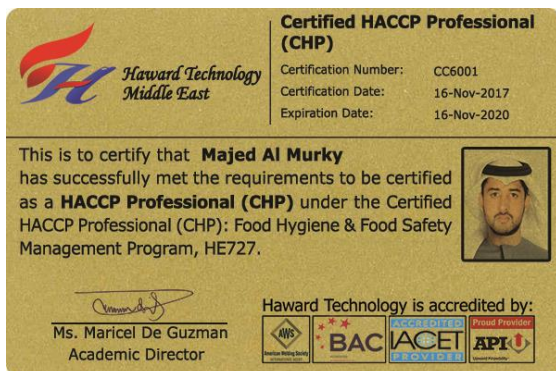 Haward Technology
Middle East
Certified HACCP Professional
(CHP)
Certification Number: CC6001
Certification Date: 16-Nov-2017
Expiration Date: 16-Nov-2020
This is to certify that Majed Al Murky
has successfully met the requirements to be certified
as a HACCP Professional (CHP) under the Certified
HACCP Professional (CHP): Food Hygiene & Food Safety
Management Program, HE727.
Ms. Maricel De Guzman
Academic Director
Haward Technology is accredited by:
AWS
American Welding Society
BAC
ACCREDITED
IACET
PROVIDER
Proud Provider
API U